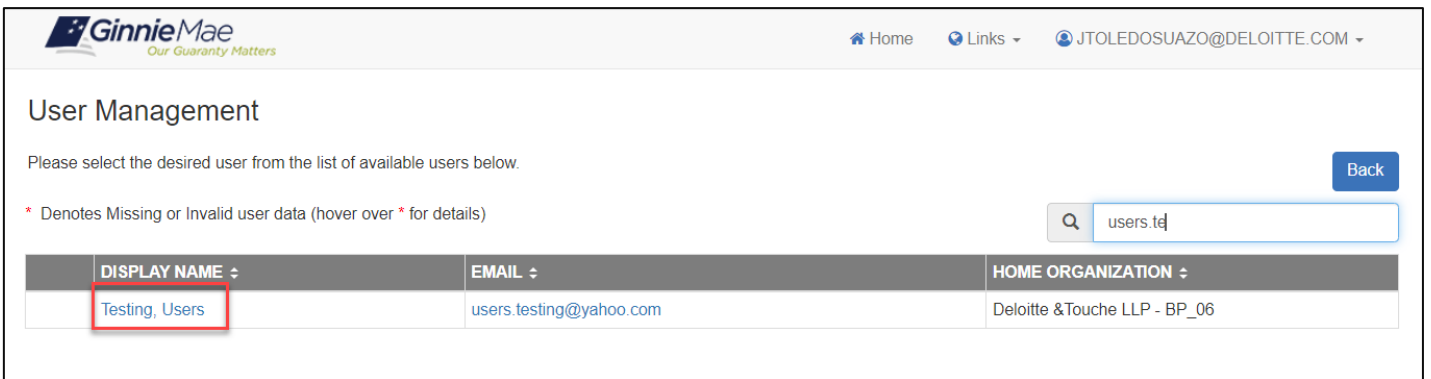 GinnieMae
Our Guaranty Matters
Home Links JTOLEDOSUAZO@DELOITTE.COM
User Management
Please select the desired user from the list of available users below.
Back
* Denotes Missing or Invalid user data (hover over * for details)
users.te
DISPLAY NAME EMAIL HOME ORGANIZATION
Testing, Users users.testing@yahoo.com Deloitte &Touche LLP - BP_06